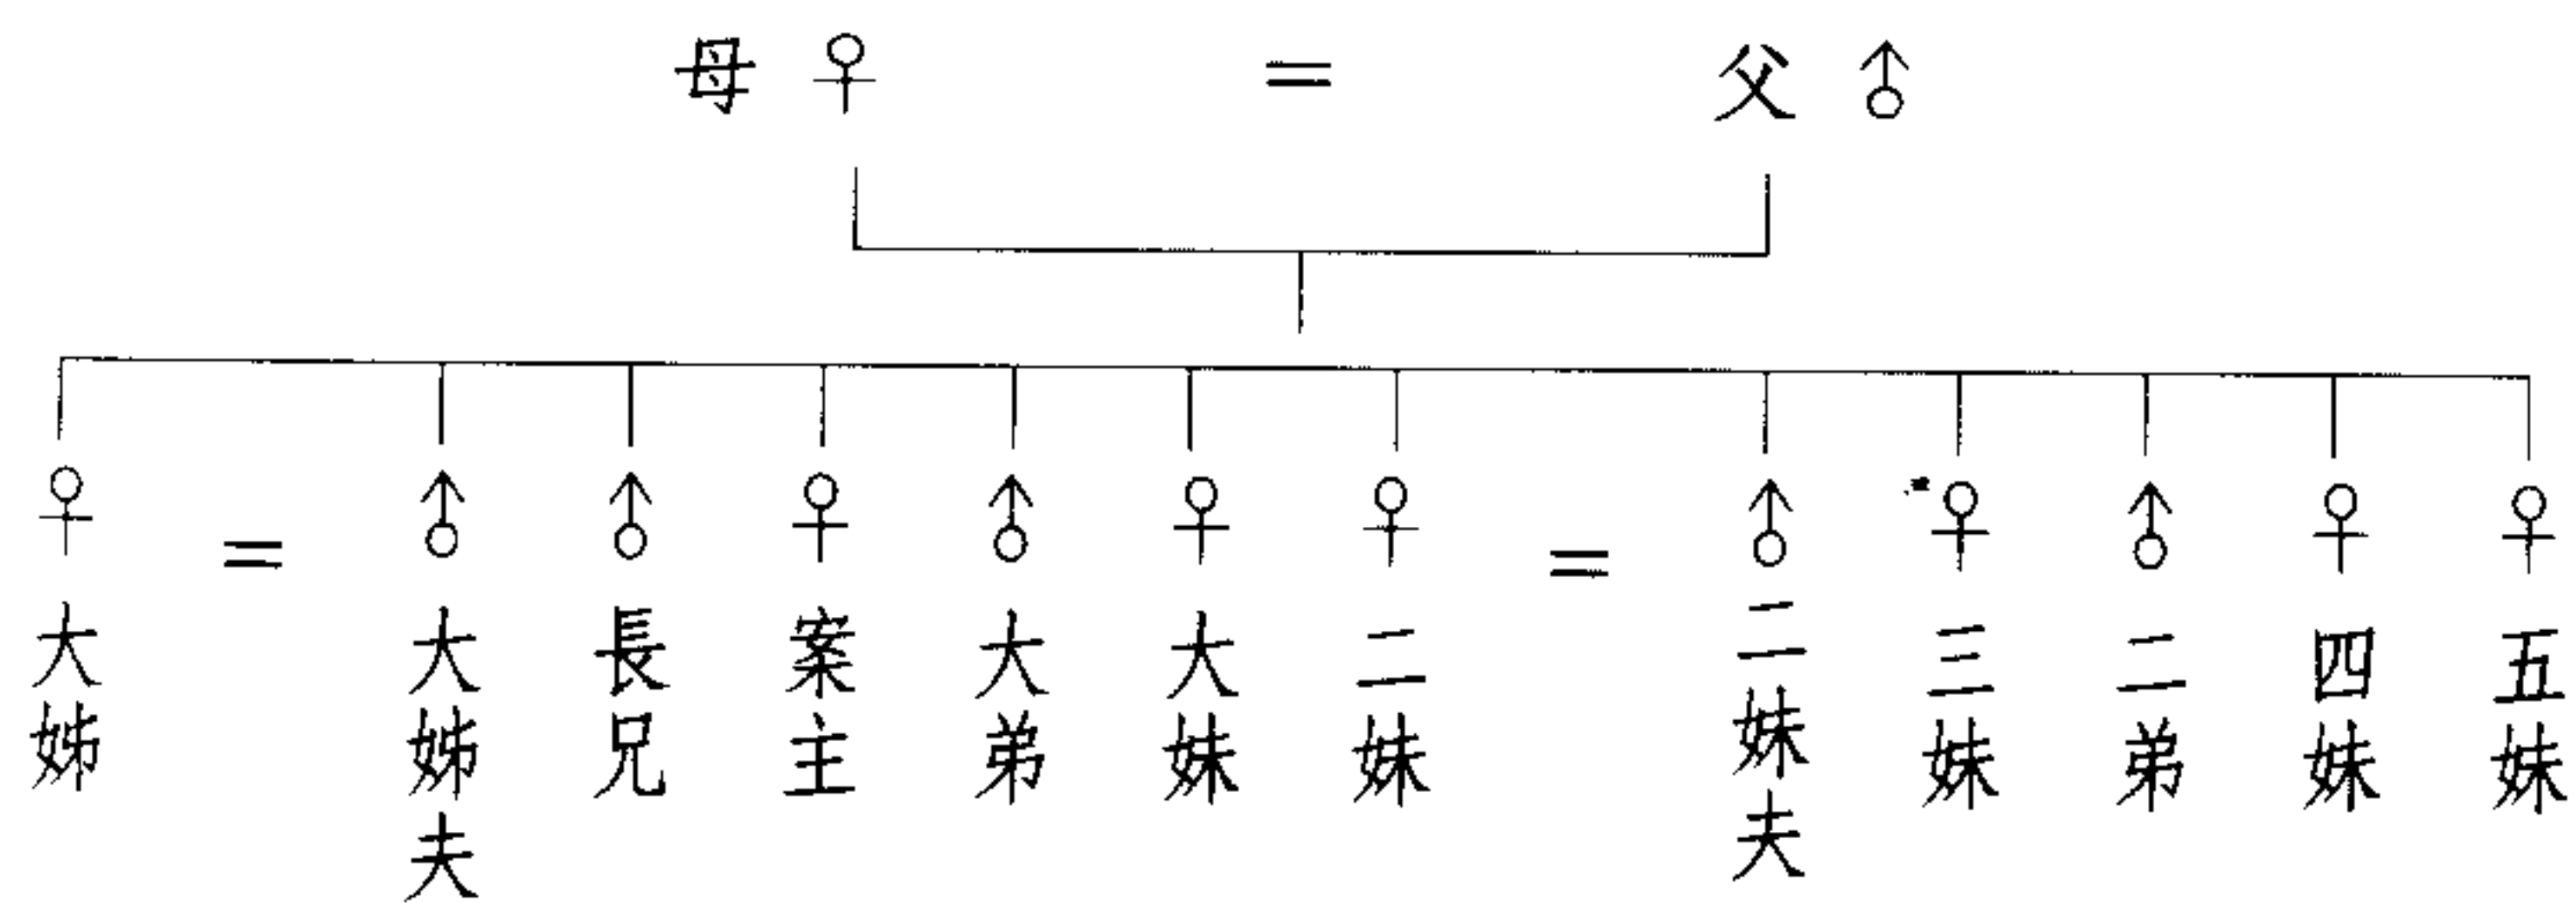 母 ♀ = 父 ♂
♀ = ♂ ♂ ♀ ♂ ♀ ♀ = ♂ ♀ ♂ ♀ ♀
大姊
大姊夫
長兄
案主
大弟
大妹
二妹
二妹夫
三妹
二弟
四妹
五妹